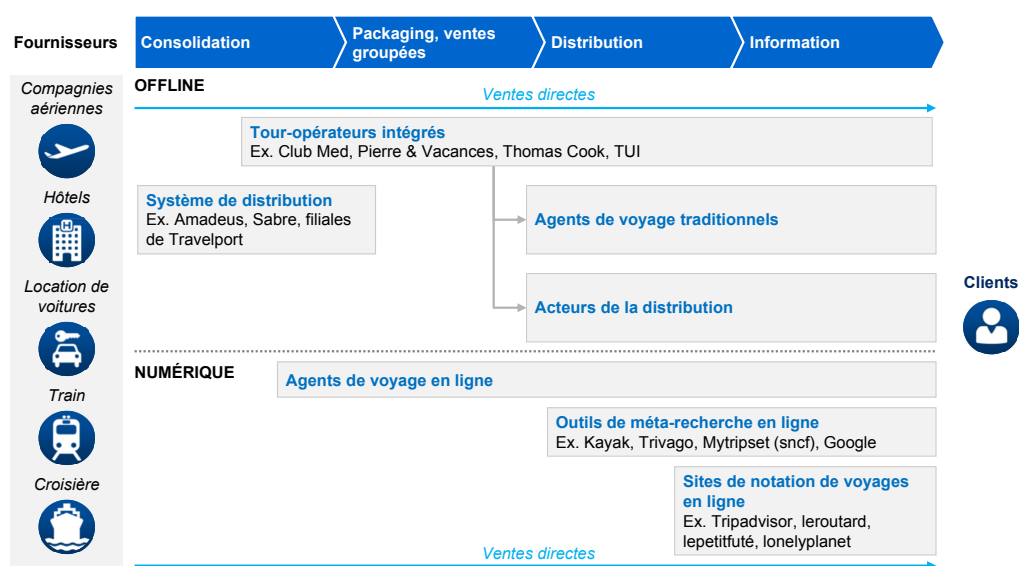 Fournisseurs
Consolidation
Packaging, ventes
groupées
Distribution
Information
Compagnies
aériennes
Hôtels
Location de
voitures
Train
Croisière
OFFLINE
Ventes directes
Tour-opérateurs intégrés
Ex. Club Med, Pierre & Vacances, Thomas Cook, TUI
Système de distribution
Ex. Amadeus, Sabre, filiales
de Travelport
Agents de voyage traditionnels
Acteurs de la distribution
Clients
NUMÉRIQUE
Agents de voyage en ligne
Outils de méta-recherche en ligne
Ex. Kayak, Trivago, Mytripset (sncf), Google
Sites de notation de voyages
en ligne
Ex. Tripadvisor, leroutard,
lepetitfuté, lonelyplanet
Ventes directes